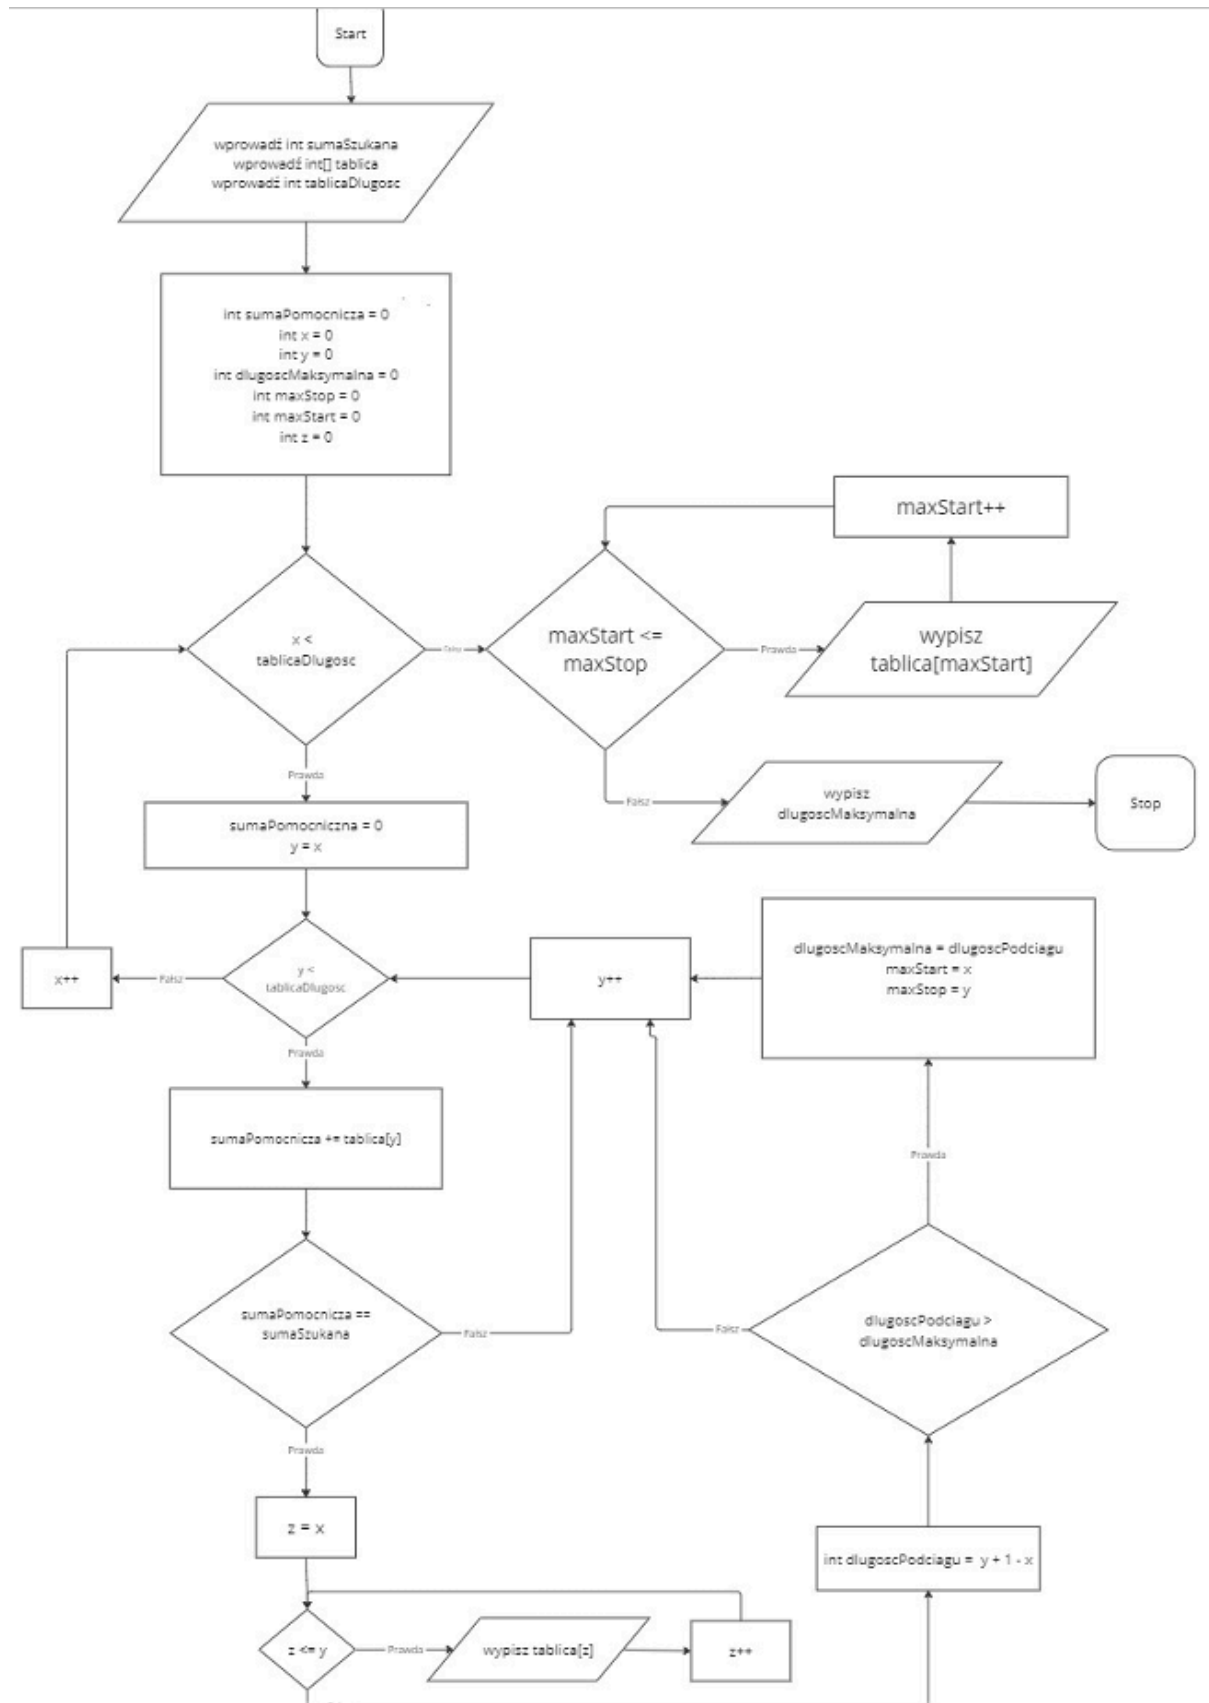 Start
wprowadź int sumaSzukana
wprowadź int[] tablica
wprowadź int tablicaDlugosc
int sumaPomocnicza = 0
int x = 0
int y = 0
int dlugoscMaksymalna = 0
int maxStop = 0
int maxStart = 0
int z = 0
maxStart++
x <
tablicaDlugosc
Fałsz
maxStart <=
maxStop
Prawda
wypisz
tablica[maxStart]
Prawda
Fałsz
wypisz
dlugoscMaksymalna
Stop
sumaPomocniczna = 0
y = x
x++
Fałsz
y <
tablicaDlugosc
y++
dlugoscMaksymalna = dlugoscPodciagu
maxStart = x
maxStop = y
Prawda
sumaPomocnicza += tablica[y]
Prawda
sumaPomocnicza ==
sumaSzukana
Fałsz
Fałsz
dlugoscPodciagu >
dlugoscMaksymalna
Prawda
z = x
int dlugoscPodciagu = y + 1 - x
z <= y
Prawda
wypisz tablica[z]
z++